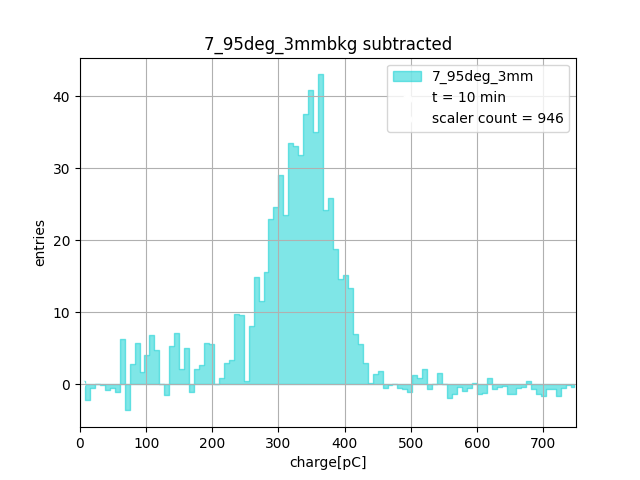 7_95deg_3mmbkg subtracted
7_95deg_3mm
t = 10 min
scaler count = 946
entries
40
30
20
10
0
0 100 200 300 400 500 600 700
charge[pC]